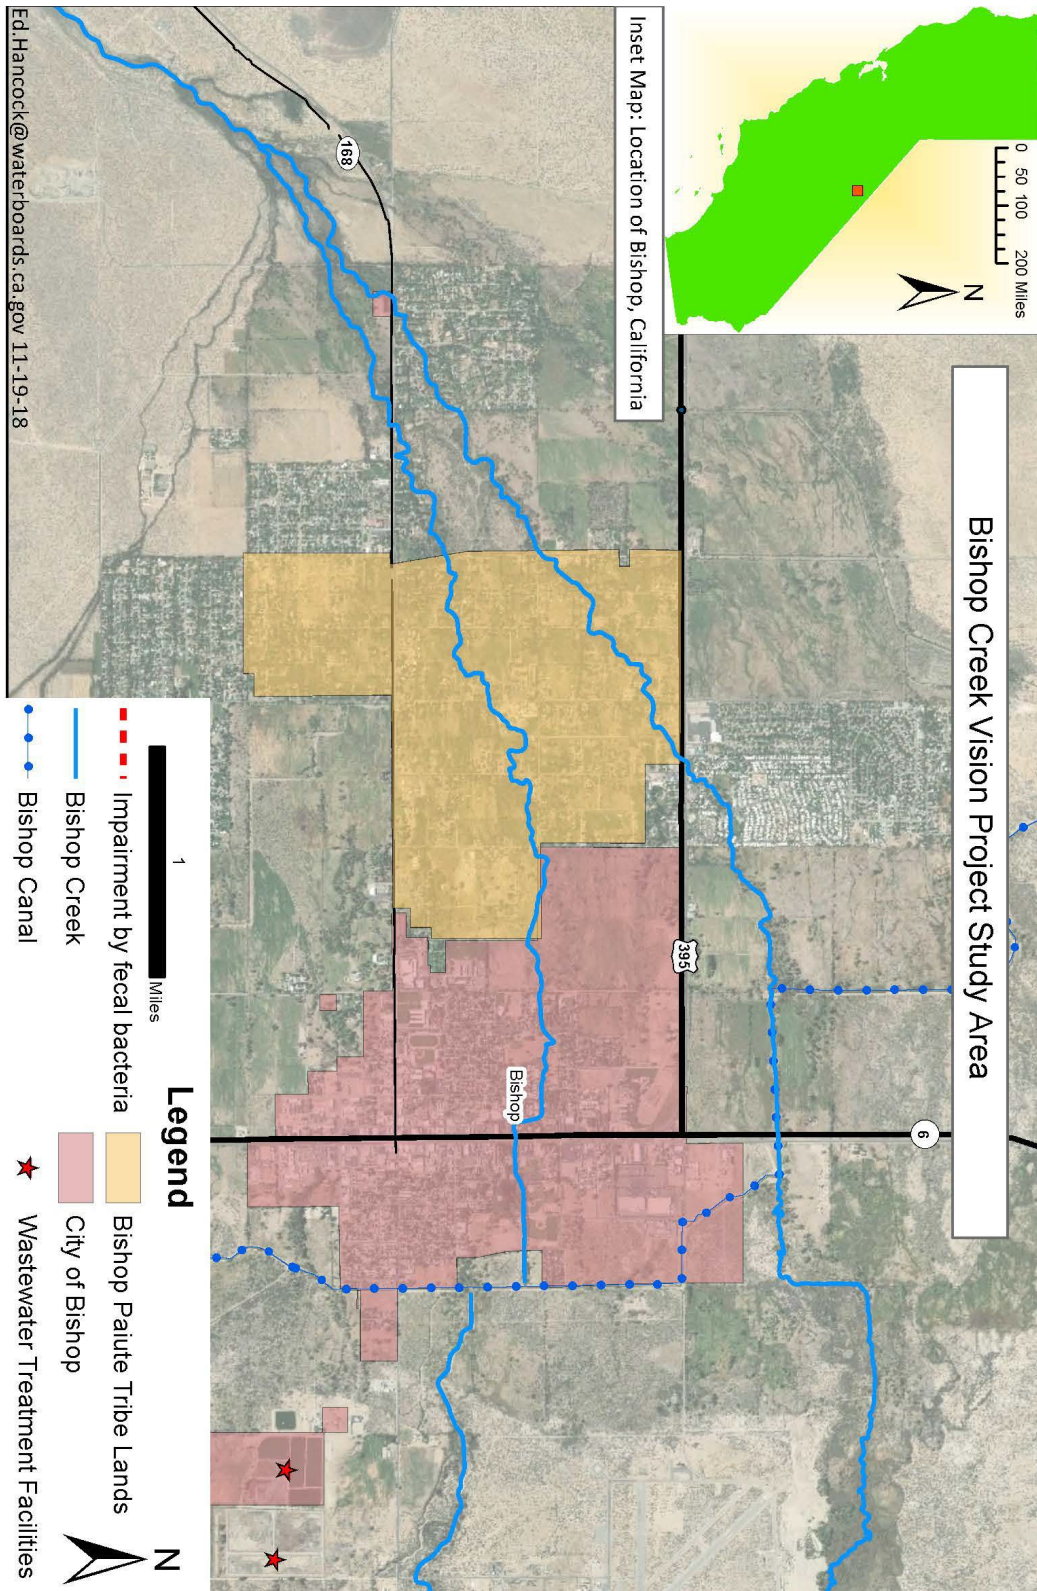 Bishop Creek Vision Project Study Area
0 50 100 200 Miles
N
Inset Map: Location of Bishop, California
168
395
6
Bishop
Ed.Hancock@waterboards.ca.gov 11-19-18
1
Miles
Legend
Impairment by fecal bacteria
Bishop Creek
Bishop Canal
Bishop Paiute Tribe Lands
City of Bishop
Wastewater Treatment Facilities
N